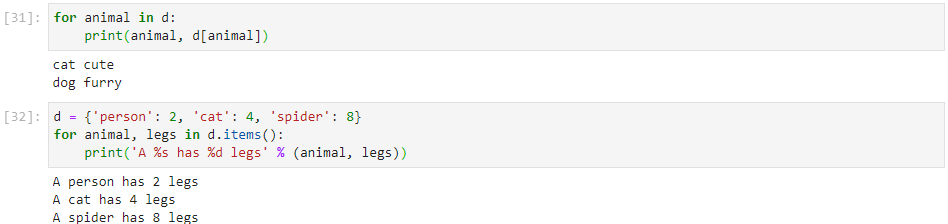 [31]: for animal in d:
    print(animal, d[animal])
cat cute
dog furry
[32]: d = {'person': 2, 'cat': 4, 'spider': 8}
for animal, legs in d.items():
    print('A %s has %d legs' % (animal, legs))
A person has 2 legs
A cat has 4 legs
A spider has 8 legs